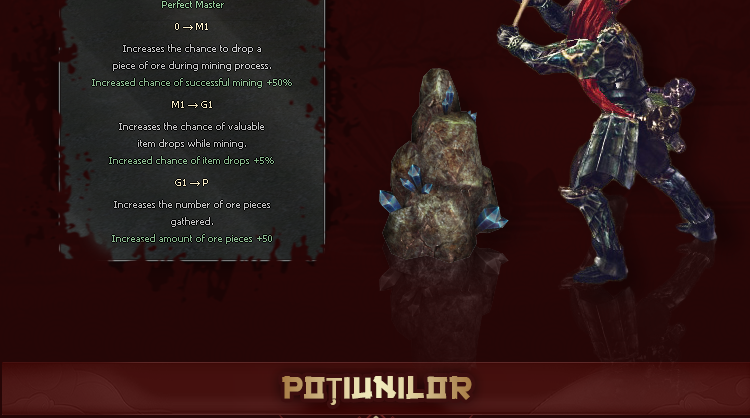 Perfect Master
0 → M1
Increases the chance to drop a
piece of ore during mining process.
Increased chance of successful mining +50%
M1 → G1
Increases the chance of valuable
item drops while mining.
Increased chance of item drops +5%
G1 → P
Increases the number of ore pieces
gathered.
Increased amount of ore pieces +50
POȚIUNILOR